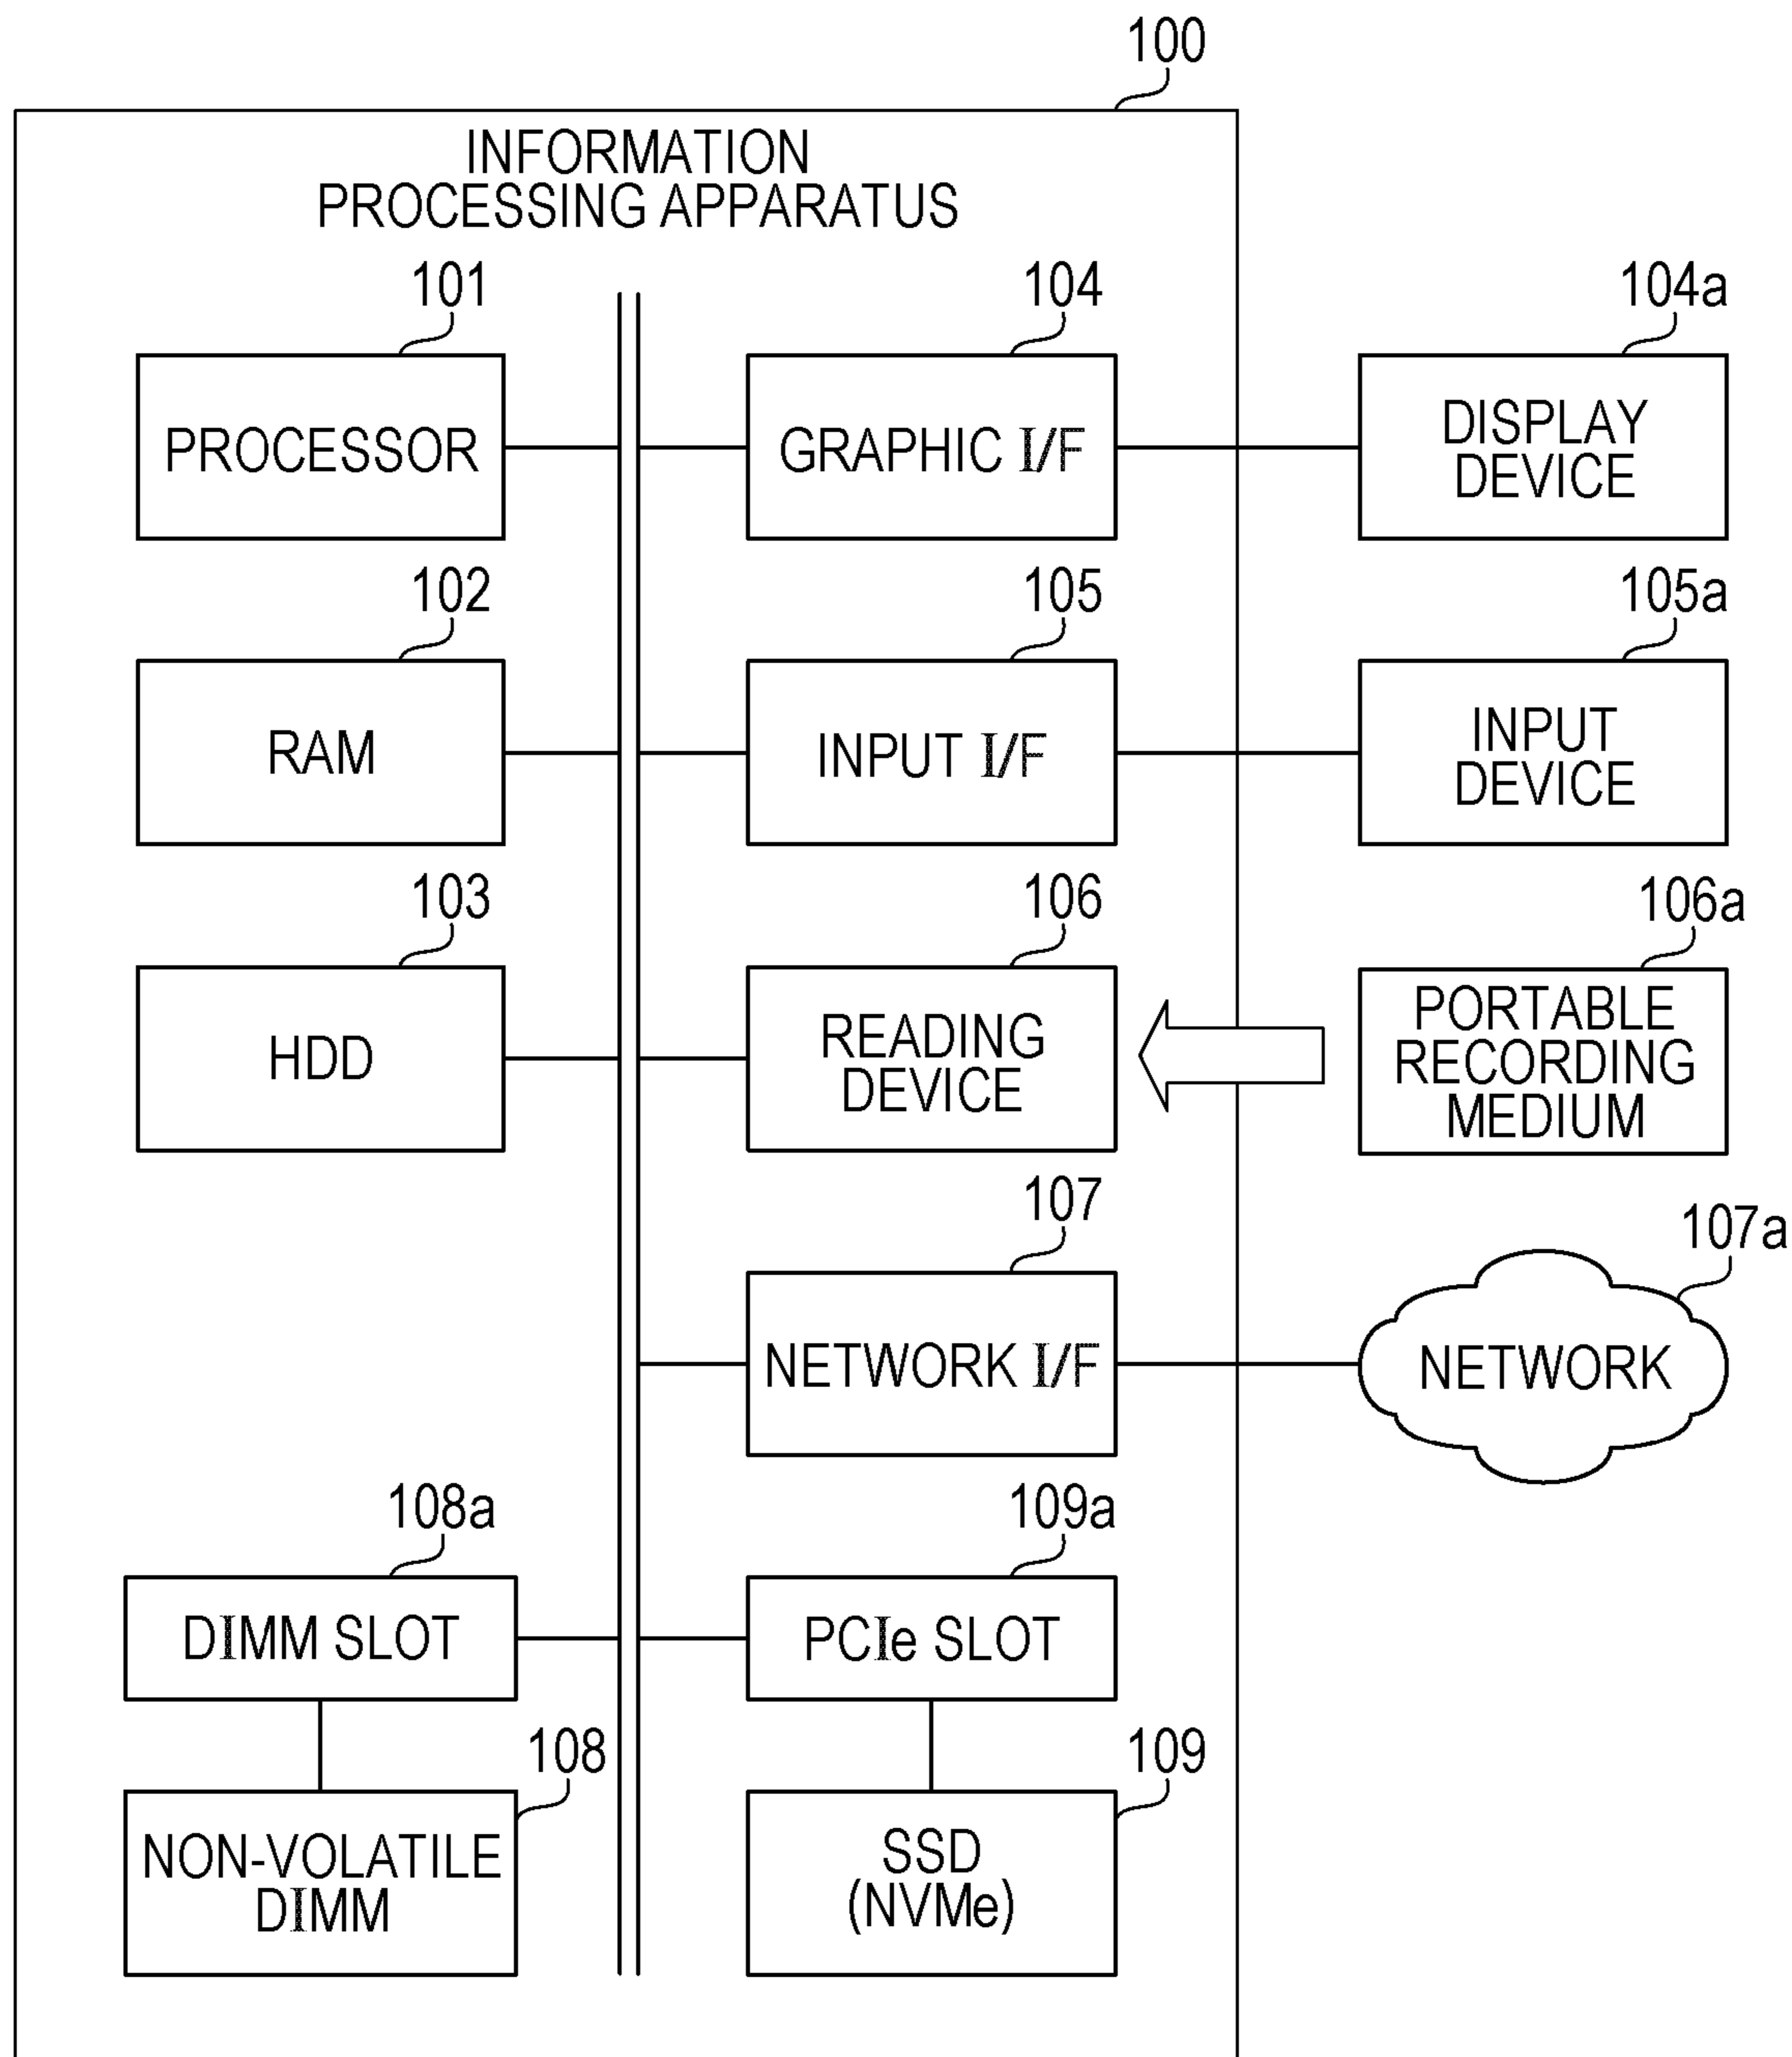 100
INFORMATION
PROCESSING APPARATUS
101
104
104a
PROCESSOR
GRAPHIC I/F
DISPLAY
DEVICE
102
105
105a
RAM
INPUT I/F
INPUT
DEVICE
103
106
106a
HDD
READING
DEVICE
PORTABLE
RECORDING
MEDIUM
107
107a
NETWORK I/F
NETWORK
108a
109a
DIMM SLOT
PCIe SLOT
108
109
NON-VOLATILE
DIMM
SSD
(NVMe)